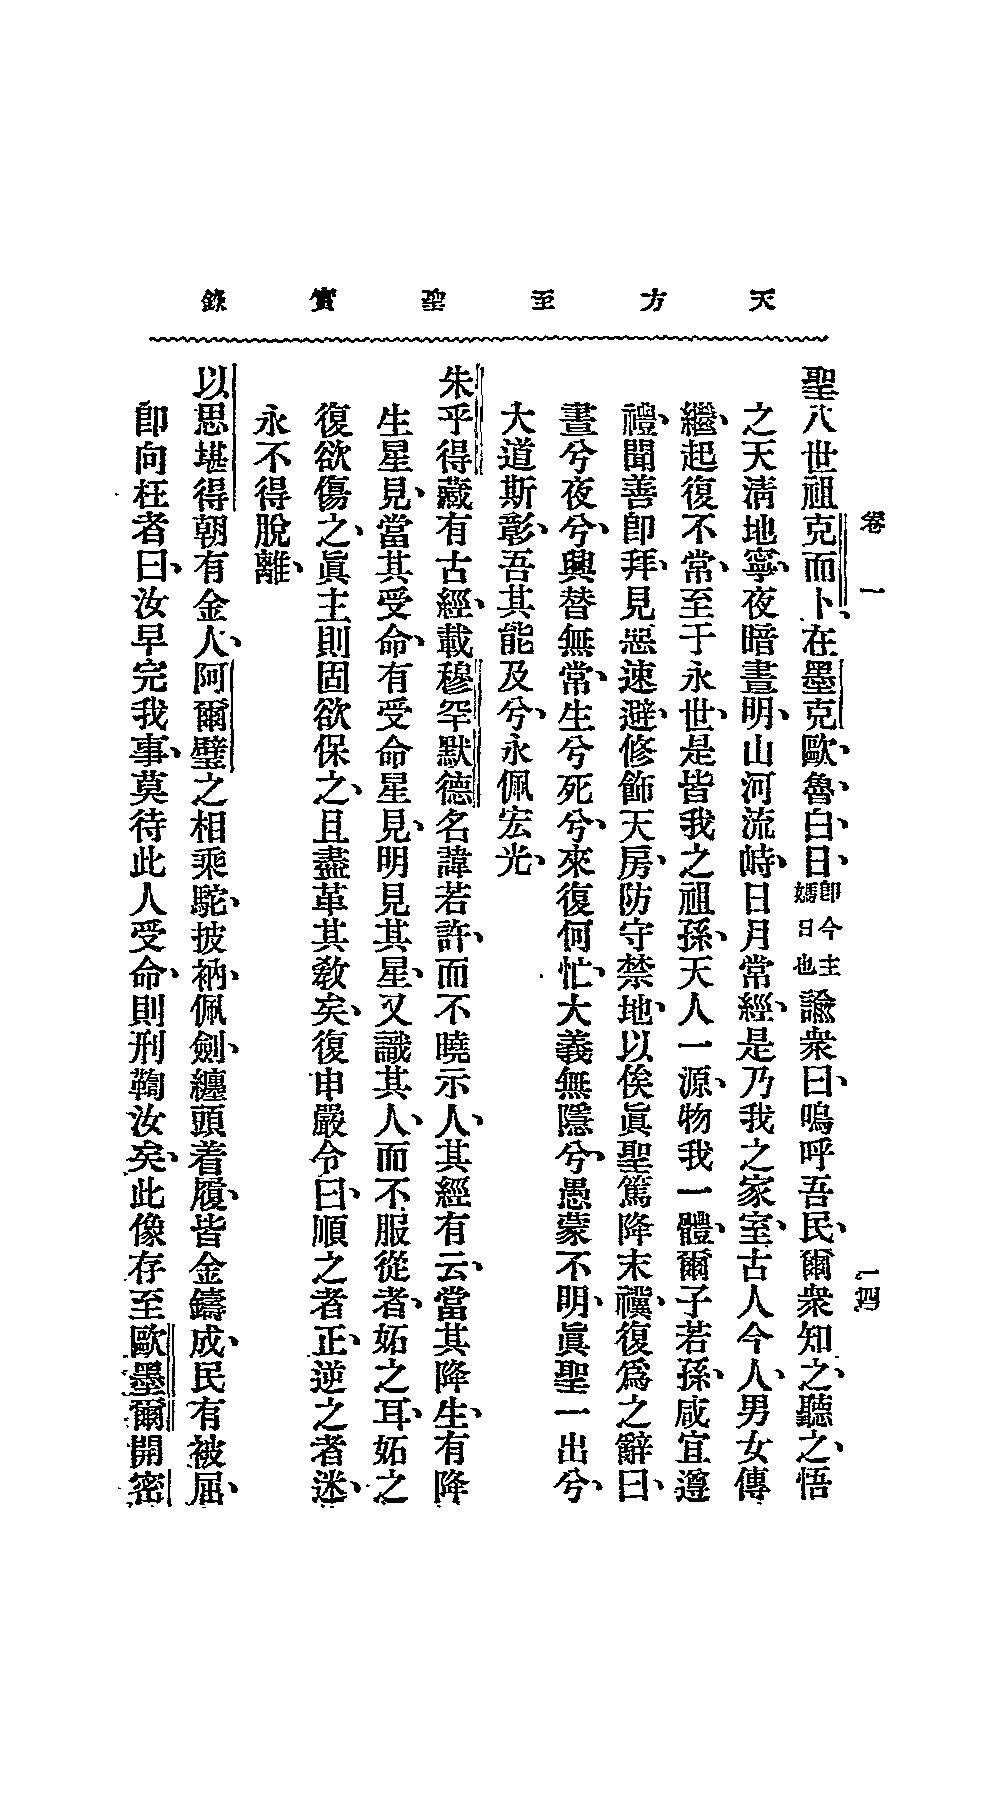 天方至聖實錄
卷一
一四
聖八世祖克而卜、在墨克歐、魯、白、日、卽今主媽日也諭衆曰、嗚呼吾民、爾衆知之、聽之、悟
之天淸地寧、夜暗晝明、山河流峙、日月常經、是乃我之家室、古人今人、男女傳
繼、起復不常、至于永世、是皆我之祖孫、天人一源、物我一體、爾子若孫、咸宜遵
禮、聞善卽拜、見惡速避、修飾天房、防守禁地、以俟眞聖篤降末禩、復爲之辭曰、
晝兮夜兮、興替無常、生兮死兮、來復何忙、大義無隱兮、愚蒙不明、眞聖一出兮、
大道斯彰、吾其能及兮、永佩宏光、
朱乎得藏有古經、載穆罕默德名諱若許、而不曉示人、其經有云、當其降生、有降
生星見、當其受命、有受命星見、明見其星、又識其人、而不服從者、妬之耳、妬之
復欲傷之、眞主則固欲保之、且盡革其敎矣、復申嚴令曰、順之者正、逆之者迷、
永不得脫離、
以思堪得朝有金人、阿爾璧之相乘駝、披衲、佩劍、纏頭着履、皆金鑄成、民有被屈、
卽向枉者曰、汝早完我事、莫待此人受命、則刑鞫汝矣、此像存至歐墨爾開密